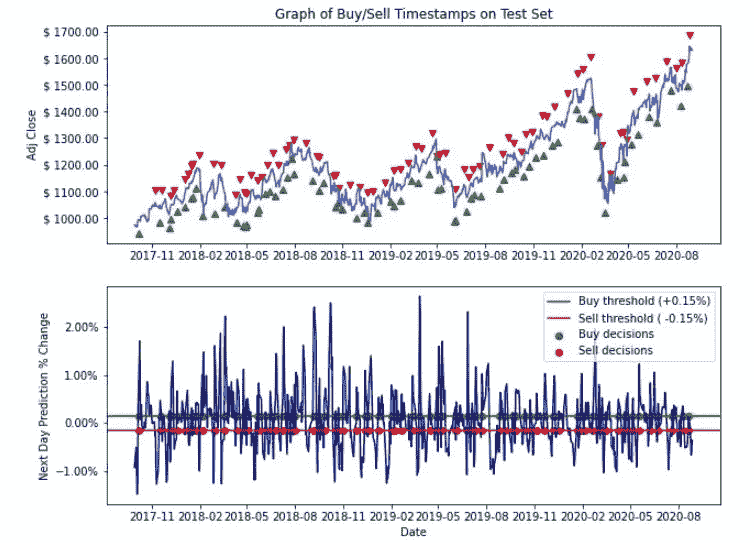 Graph of Buy/Sell Timestamps on Test Set
$ 1700.00
$ 1600.00
$ 1500.00
$ 1400.00
$ 1300.00
$ 1200.00
$ 1100.00
$ 1000.00
Adj Close
2017-11 2018-02 2018-05 2018-08 2018-11 2019-02 2019-05 2019-08 2019-11 2020-02 2020-05 2020-08
Buy threshold (+0.15%)
Sell threshold ( -0.15%)
Buy decisions
Sell decisions
2.00%
1.00%
0.00%
−1.00%
Next Day Prediction % Change
2017-11 2018-02 2018-05 2018-08 2018-11 2019-02 2019-05 2019-08 2019-11 2020-02 2020-05 2020-08
Date